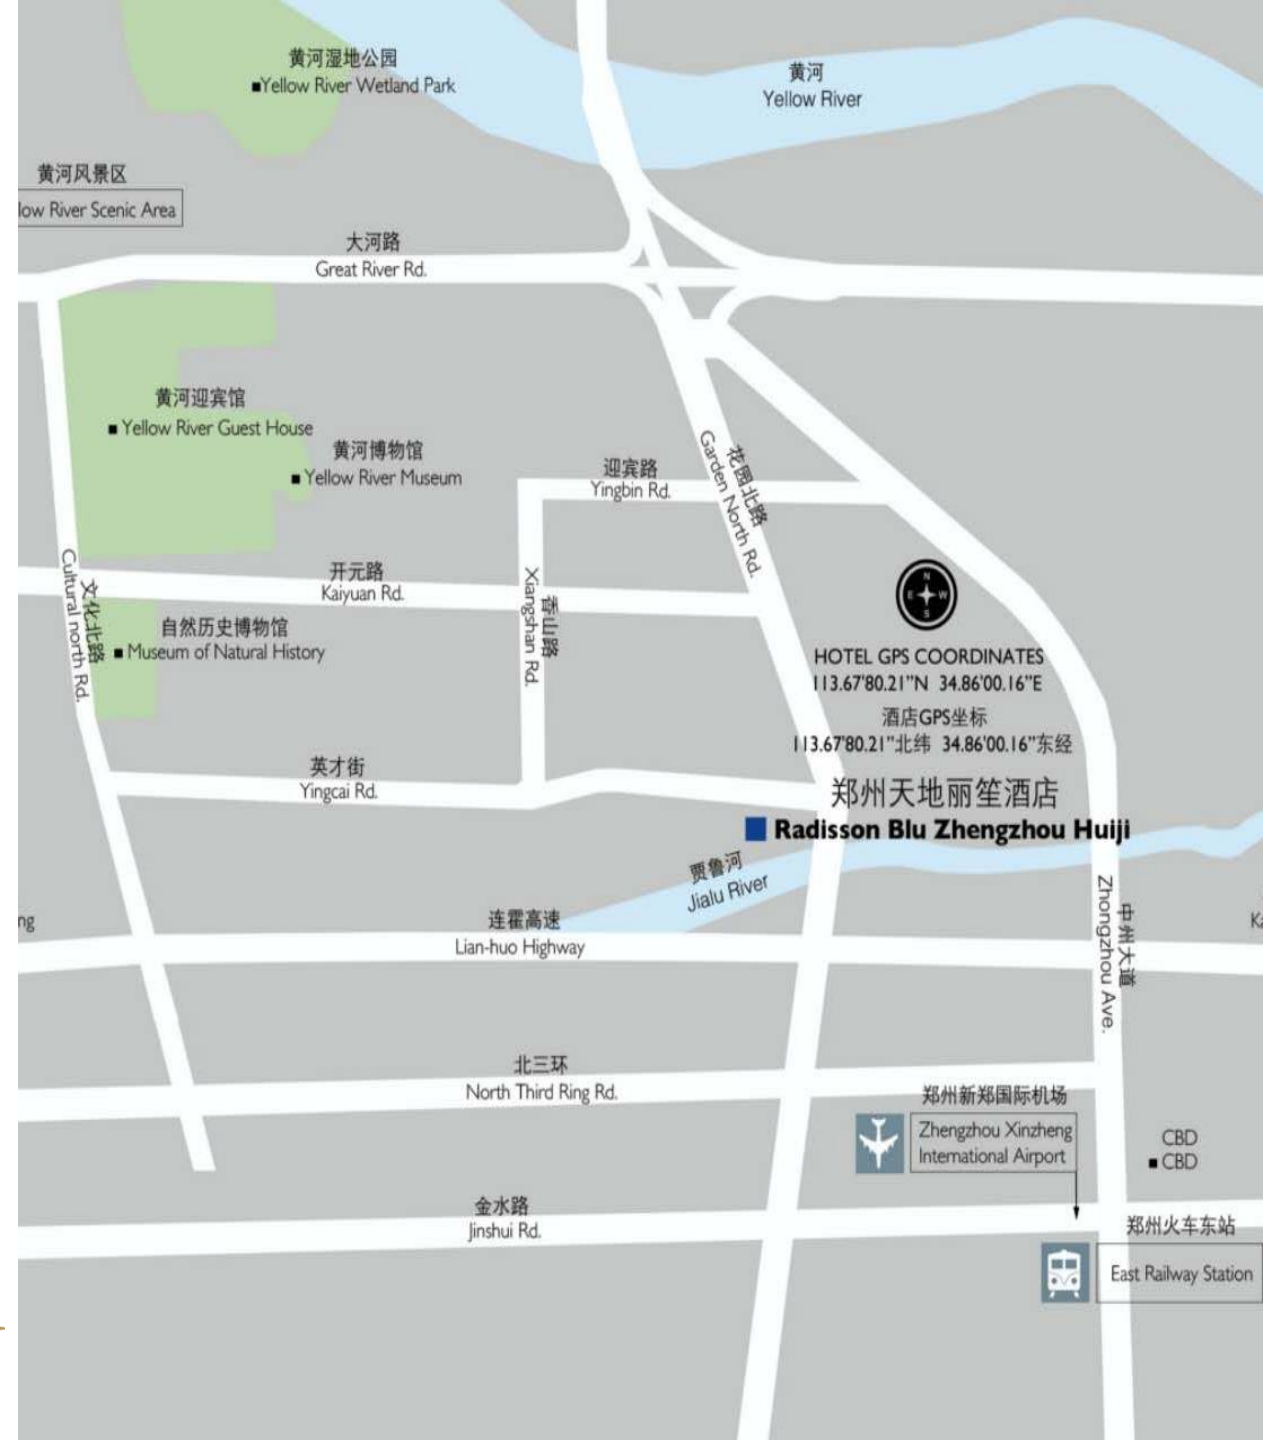 黄河湿地公园
Yellow River Wetland Park
黄河
Yellow River
黄河风景区
low River Scenic Area
大河路
Great River Rd.
黄河迎宾馆
Yellow River Guest House
黄河博物馆
Yellow River Museum
迎宾路
Yingbin Rd.
花园北路
Garden North Rd.
开元路
Kaiyuan Rd.
香山路
Xiangshan Rd.
文化北路
Cultural north Rd.
自然历史博物馆
Museum of Natural History
N
E W
S
HOTEL GPS COORDINATES
113.67'80.21"N 34.86'00.16"E
酒店GPS坐标
113.67'80.21"北纬 34.86'00.16"东经
英才街
Yingcai Rd.
郑州天地丽笙酒店
Radisson Blu Zhengzhou Huiji
贾鲁河
Jialu River
ng
连霍高速
Lian-huo Highway
中州大道
Zhongzhou Ave.
Ka
北三环
North Third Ring Rd.
郑州新郑国际机场
Zhengzhou Xinzheng
International Airport
CBD
CBD
金水路
Jinshui Rd.
郑州火车东站
East Railway Station